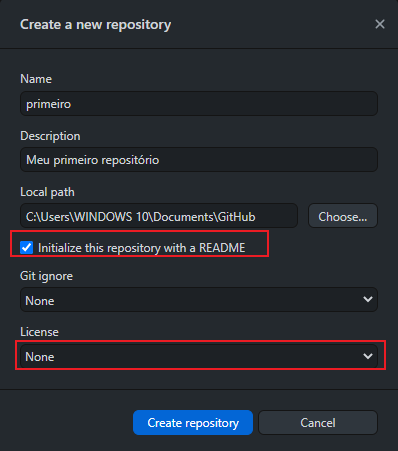 Create a new repository
Name
primeiro
Description
Meu primeiro repositório
Local path
C:\Users\WINDOWS 10\Documents\GitHub
Choose...
Initialize this repository with a README
Git ignore
None
License
None
Create repository
Cancel